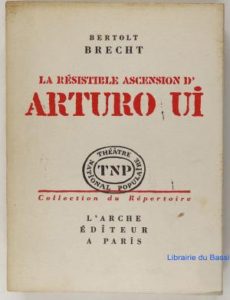 BERTOLT
BRECHT
LA RÉSISTIBLE ASCENSION D'
ARTURO Ui
THÉÂTRE
TNP
NATIONAL POPULAIRE
Collection du Répertoire
L'ARCHE
ÉDITEUR
A PARIS
Librairie du Bassi